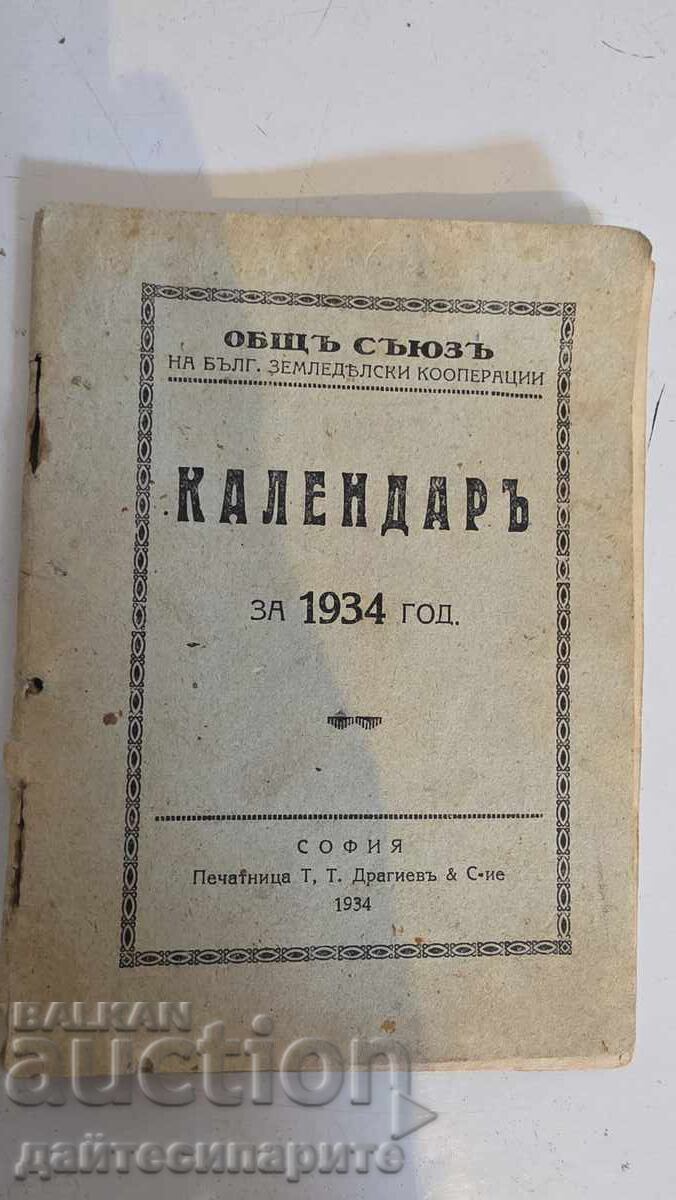 ОБЩЪ СЪЮЗЪ
НА БЪЛГ. ЗЕМЛЕДѢЛСКИ КООПЕРАЦИИ
КАЛЕНДАРЪ
ЗА 1934 ГОД.
СОФИЯ
Печатница Т, Т. Драгиевъ & С-ие
1934
BALKAN
auction
дайтесипарите